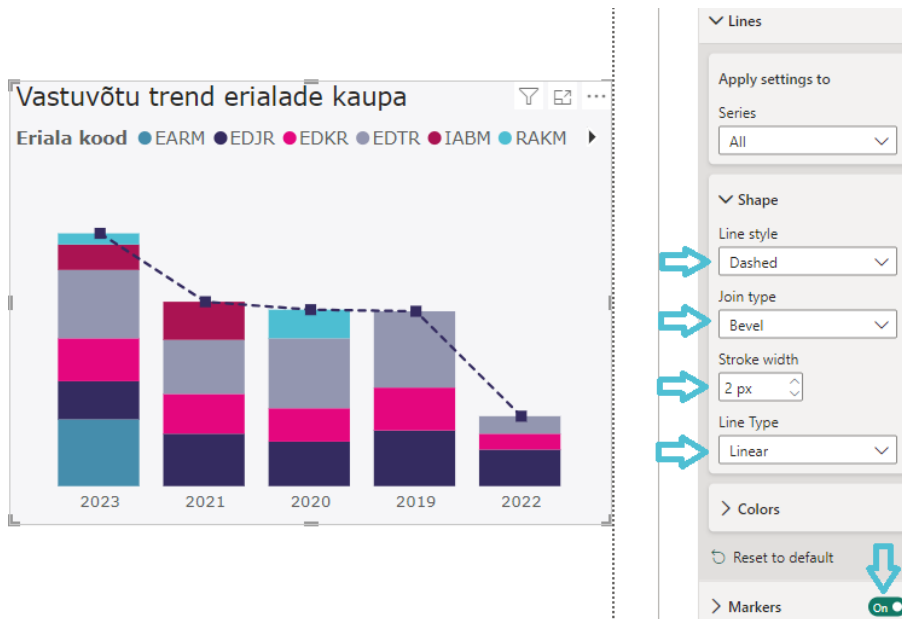 Vastuvõtu trend erialade kaupa
Eriala kood EARM EDJR EDKR EDTR IABM RAKM
2023 2021 2020 2019 2022
Lines
Apply settings to
Series
All
Shape
Line style
Dashed
Join type
Bevel
Stroke width
2 px
Line Type
Linear
Colors
Reset to default
Markers
On